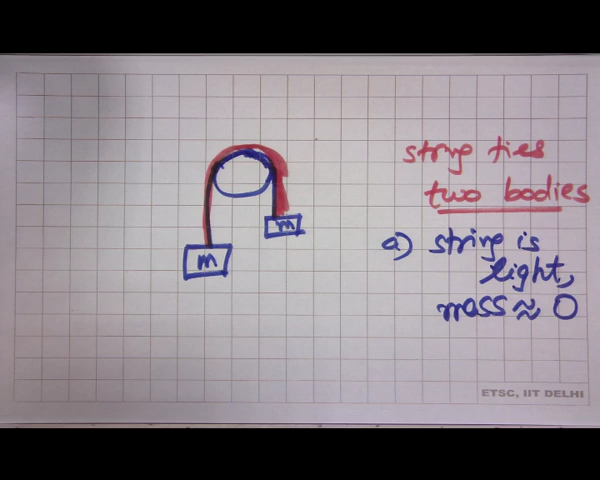 string ties
two bodies
a) string is
light,
mass ≈ 0
m
m
ETSC, IIT DELHI